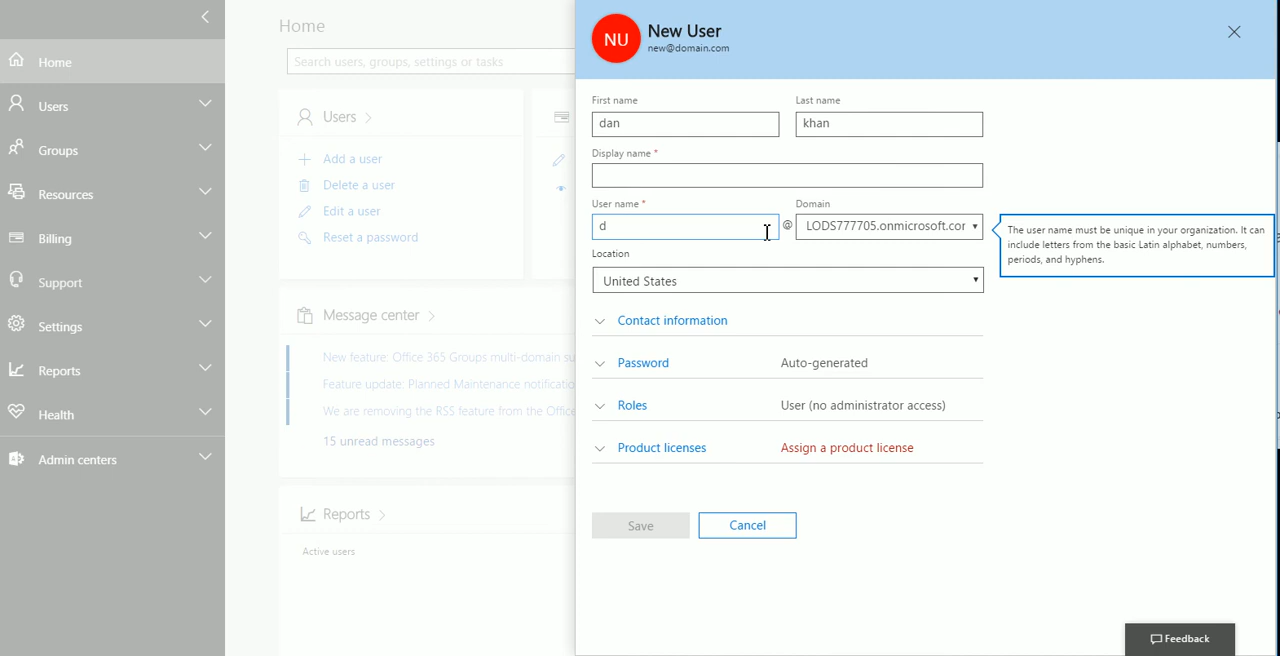 Home
Users
Groups
Resources
Billing
Support
Settings
Reports
Health
Admin centers
Home
Search users, groups, settings or tasks
Users
Add a user
Delete a user
Edit a user
Reset a password
Message center
New feature: Office 365 Groups multi-domain su
Feature update: Planned Maintenance notificatio
We are removing the RSS feature from the Office
15 unread messages
Reports
Active users
NU
New User
new@domain.com
First name
Last name
dan
khan
Display name *
User name *
Domain
d
@
LODS777705.onmicrosoft.cor
The user name must be unique in your organization. It can
include letters from the basic Latin alphabet, numbers,
periods, and hyphens.
Location
United States
Contact information
Password
Auto-generated
Roles
User (no administrator access)
Product licenses
Assign a product license
Save
Cancel
Feedback